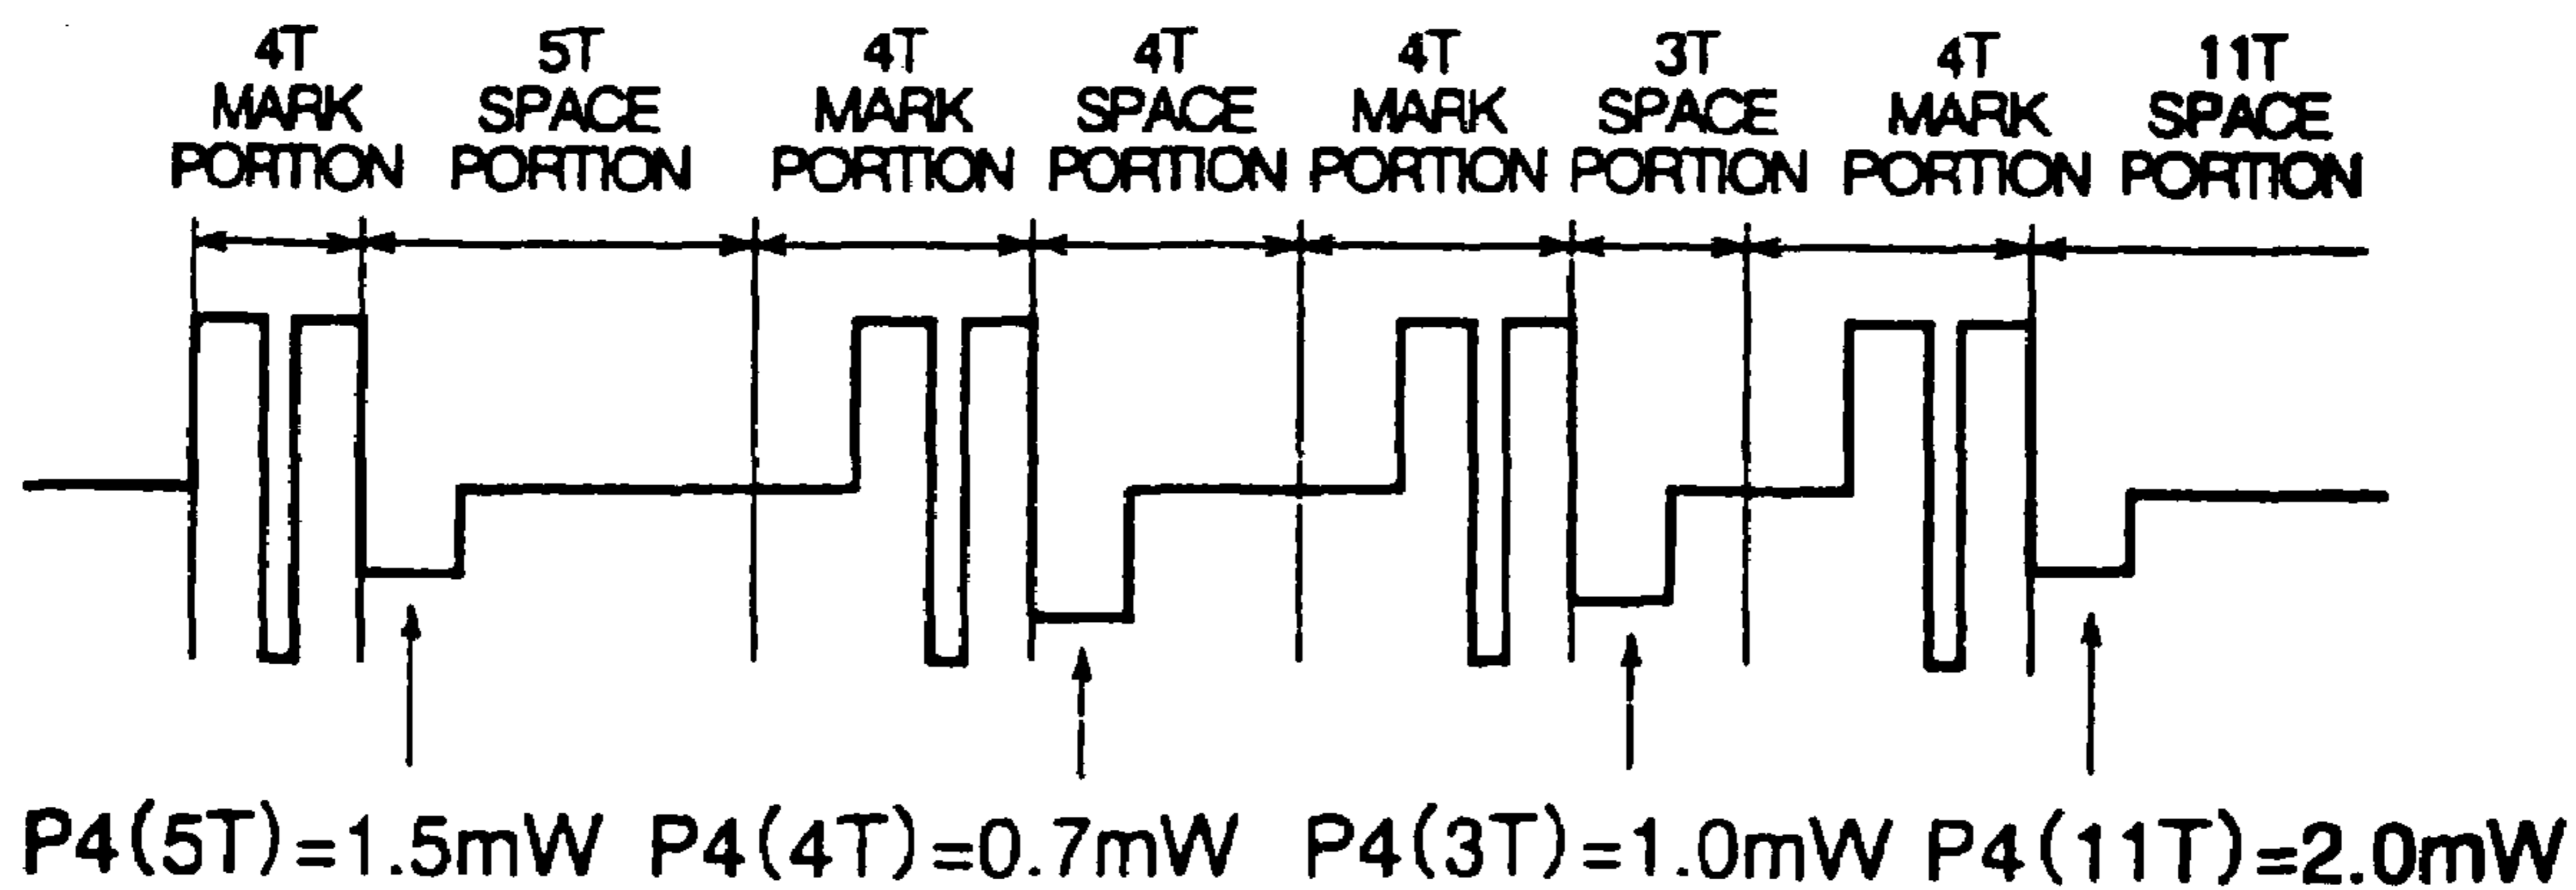 4T MARK PORTION
5T SPACE PORTION
4T MARK PORTION
4T SPACE PORTION
4T MARK PORTION
3T SPACE PORTION
4T MARK PORTION
11T SPACE PORTION
P4(5T)=1.5mW P4(4T)=0.7mW P4(3T)=1.0mW P4(11T)=2.0mW